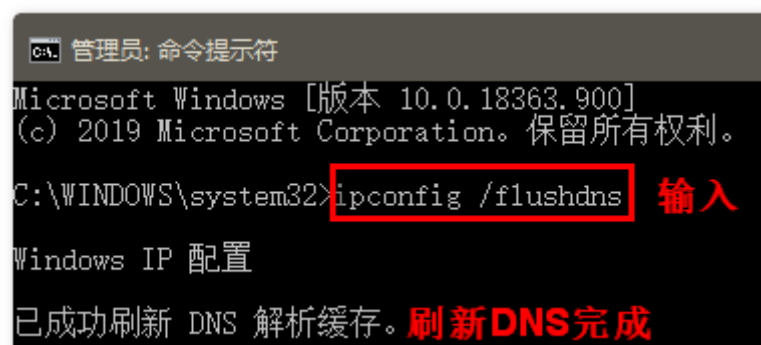 管理员: 命令提示符
Microsoft Windows [版本 10.0.18363.900]
(c) 2019 Microsoft Corporation。保留所有权利。
C:\WINDOWS\system32>ipconfig /flushdns 输入
Windows IP 配置
已成功刷新 DNS 解析缓存。刷新DNS完成